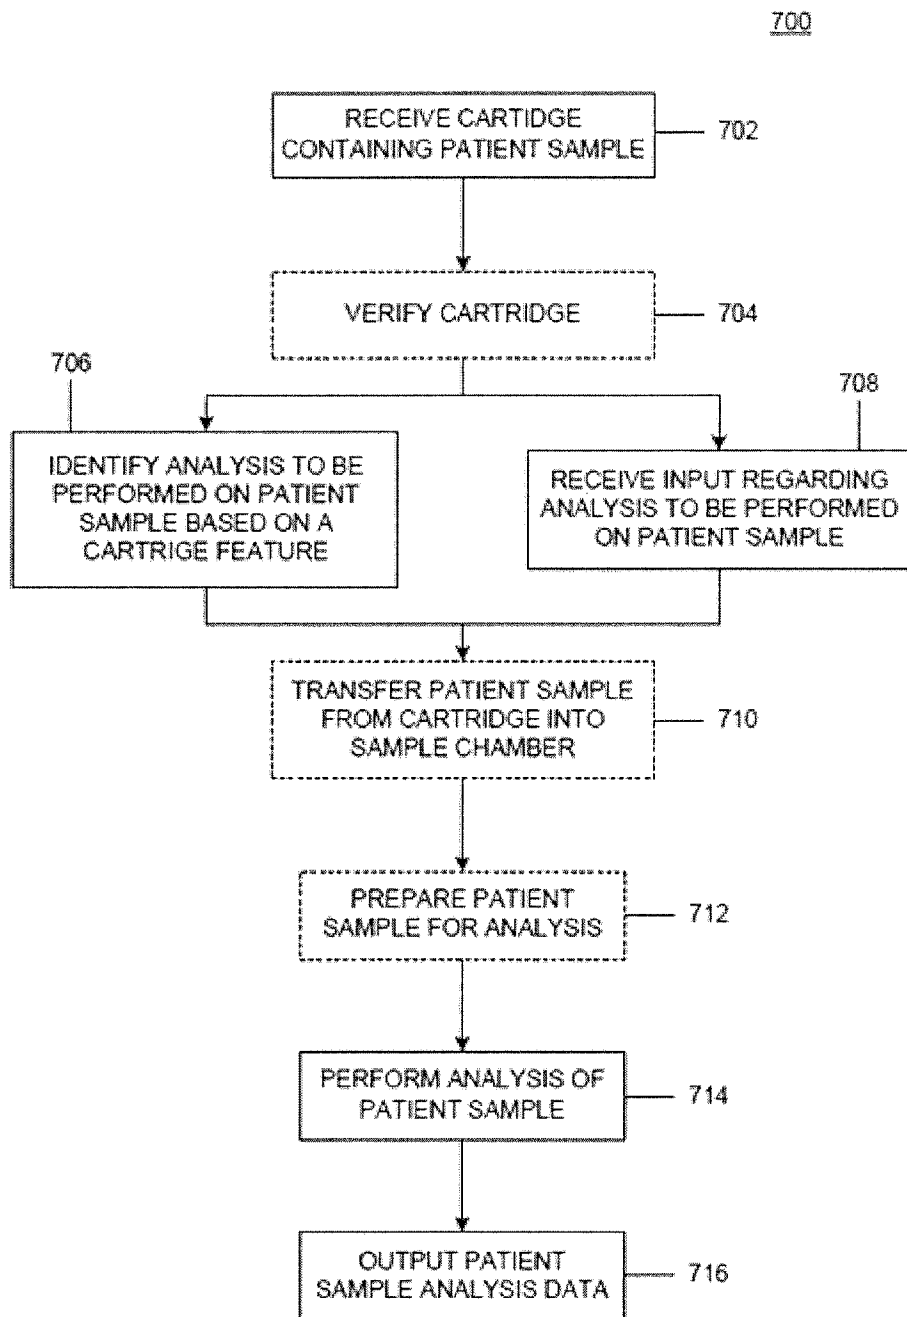 700
RECEIVE CARTIDGE
CONTAINING PATIENT SAMPLE
702
VERIFY CARTRIDGE
704
706
IDENTIFY ANALYSIS TO BE
PERFORMED ON PATIENT
SAMPLE BASED ON A
CARTRIGE FEATURE
708
RECEIVE INPUT REGARDING
ANALYSIS TO BE PERFORMED
ON PATIENT SAMPLE
TRANSFER PATIENT SAMPLE
FROM CARTRIDGE INTO
SAMPLE CHAMBER
710
PREPARE PATIENT
SAMPLE FOR ANALYSIS
712
PERFORM ANALYSIS OF
PATIENT SAMPLE
714
OUTPUT PATIENT
SAMPLE ANALYSIS DATA
716